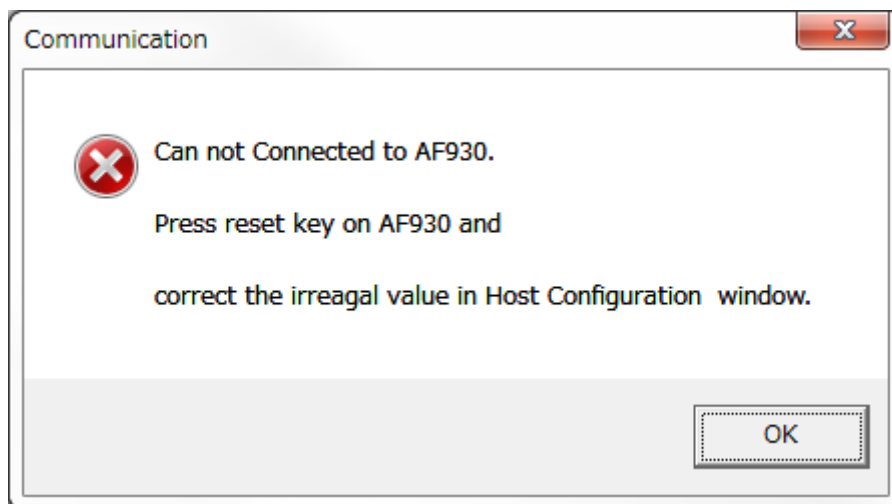 Communication
Can not Connected to AF930.
Press reset key on AF930 and
correct the irreagal value in Host Configuration  window.
OK